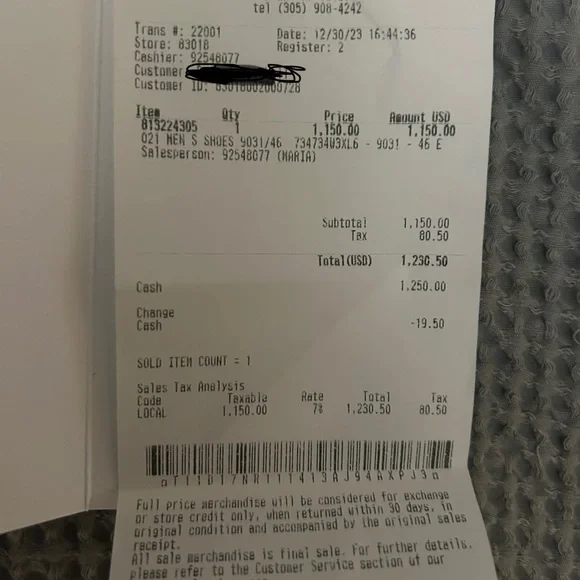 tel (305) 908-4242
Trans #: 22001 Date: 12/30/23 16:44:36
Store: 83018 Register: 2
Cashier: 92548077
Customer
Customer ID: 83018002000728
Item Qty Price Amount USD
813224305 1 1,150.00 1,150.00
021 MEN S SHOES 9031/46 734734W3XL6 - 9031 - 46 E
Salesperson: 92548077 (MARIA)
Subtotal 1,150.00
Tax 80.50
Total(USD) 1,230.50
Cash 1,250.00
Change
Cash -19.50
SOLD ITEM COUNT = 1
Sales Tax Analysis
Code Taxable Rate Total Tax
LOCAL 1,150.00 7% 1,230.50 80.50
Full price merchandise will be considered for exchange
or store credit only, when returned within 30 days, in
original condition and accompanied by the original sales
receipt.
All sale merchandise is final sale. For further details,
please refer to the Customer Service section of our